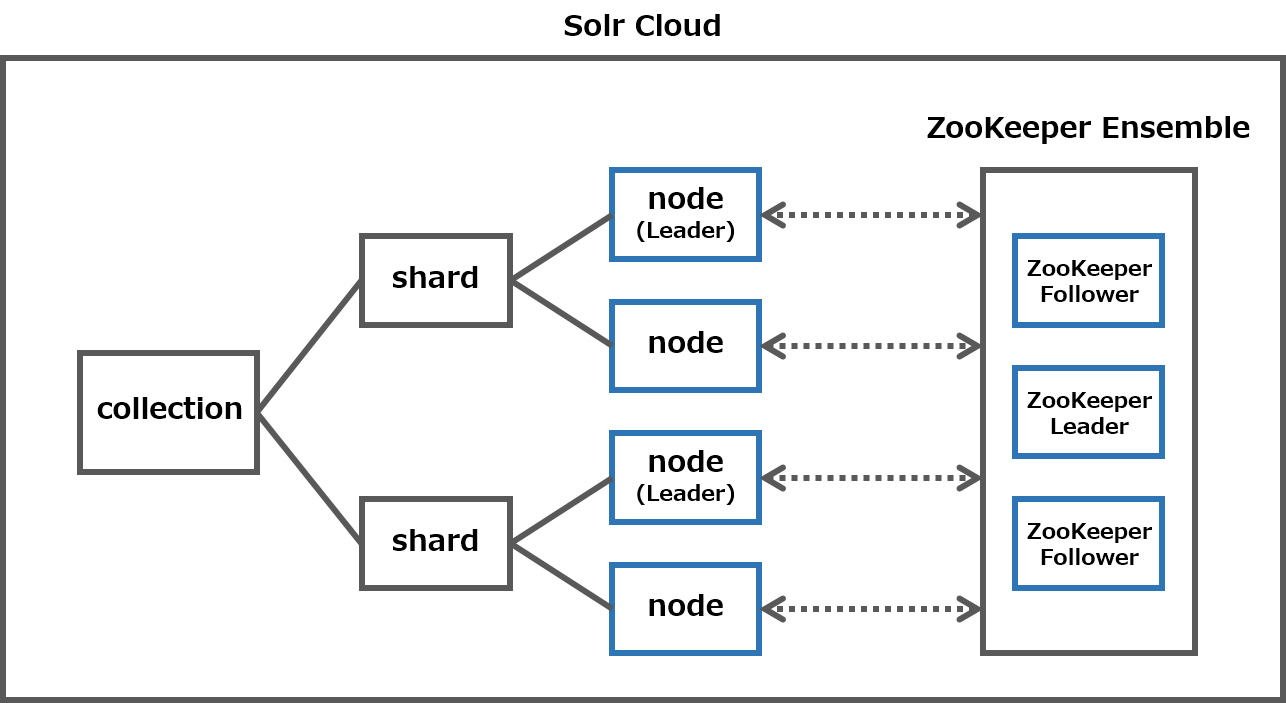 Solr Cloud
ZooKeeper Ensemble
node
(Leader)
shard
node
collection
node
(Leader)
shard
node
ZooKeeper
Follower
ZooKeeper
Leader
ZooKeeper
Follower